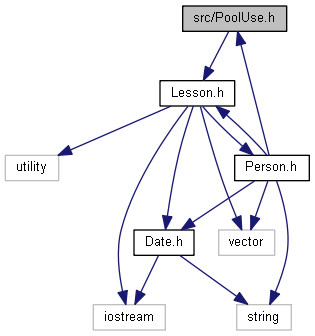 src/PoolUse.h
Lesson.h
utility
Person.h
Date.h
vector
iostream
string